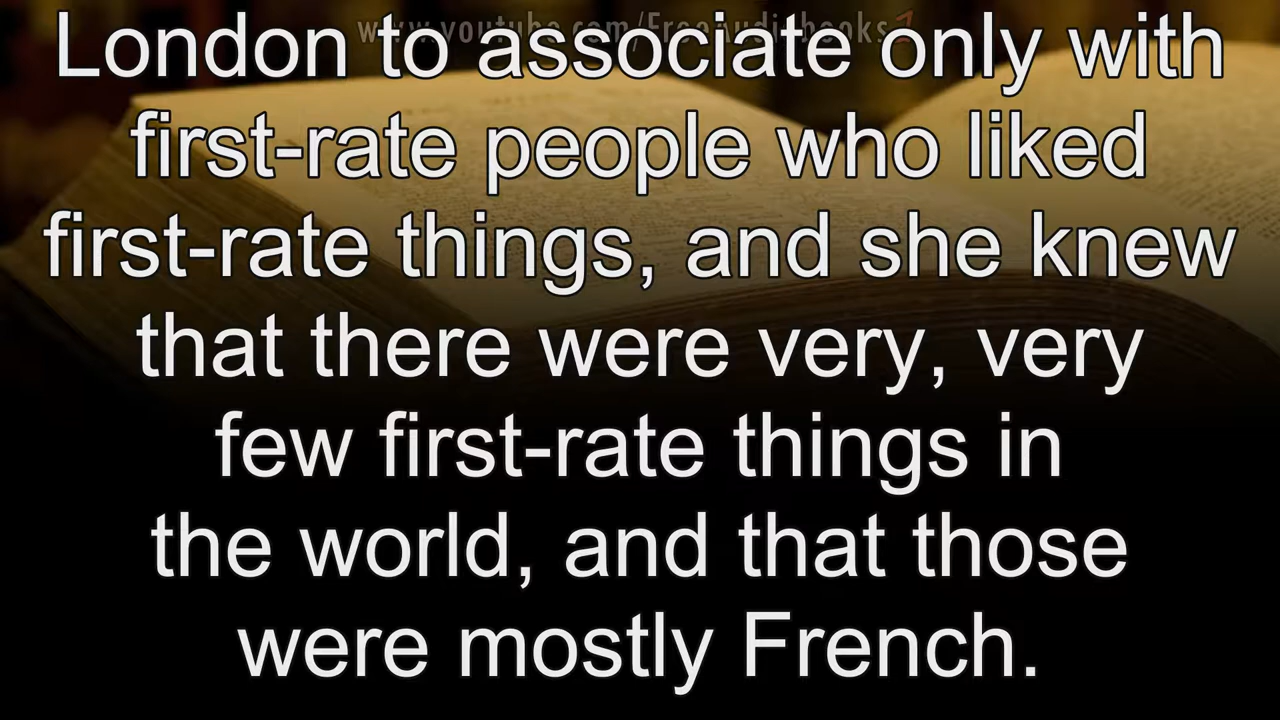 www.youtube.com/FreeAudiobooks1
London to associate only with
first-rate people who liked
first-rate things, and she knew
that there were very, very
few first-rate things in
the world, and that those
were mostly French.